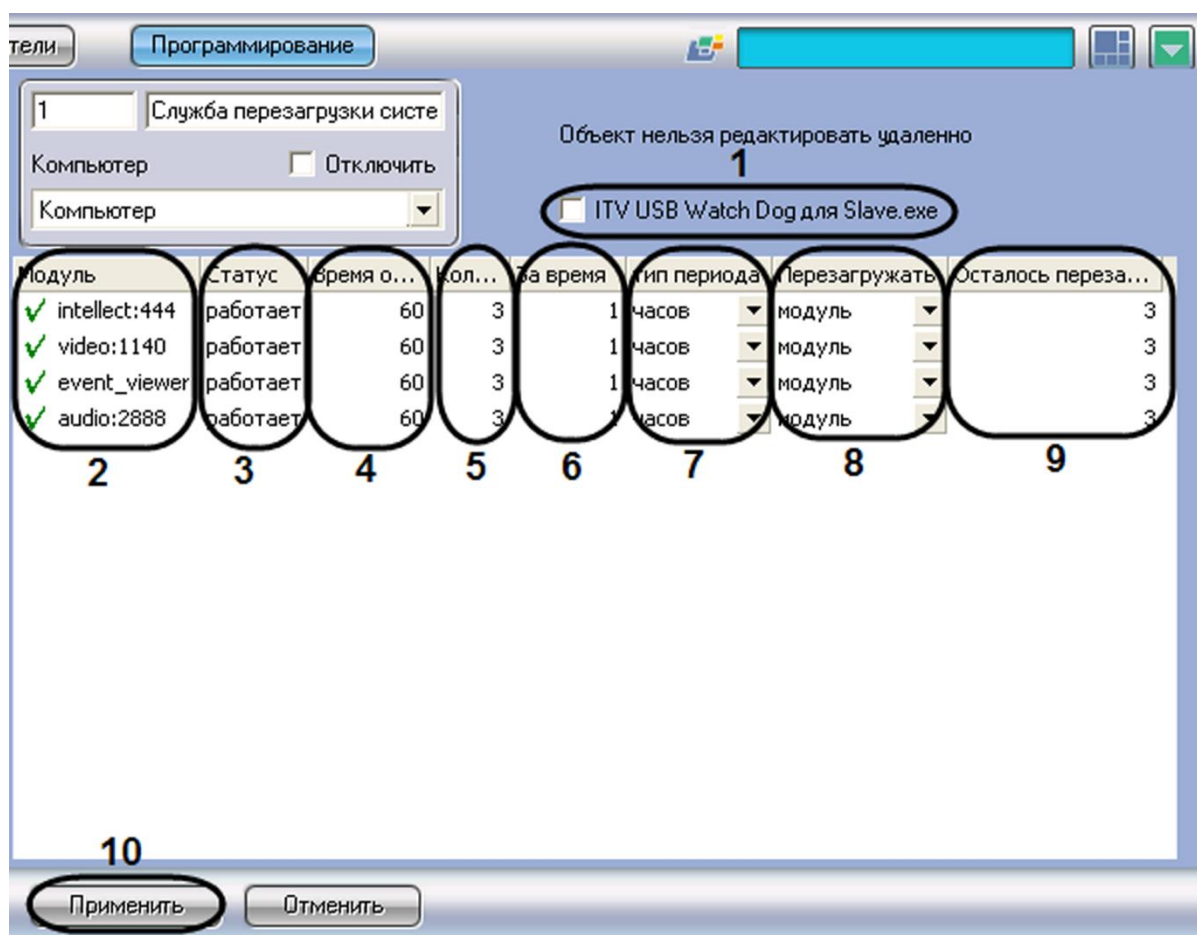 тели Программирование
1 Служба перезагрузки систе
Объект нельзя редактировать удаленно
Компьютер Отключить
1
Компьютер
ITV USB Watch Dog для Slave.exe
Модуль Статус Время о... Кол... За время Тип периода Перезагружать Осталось переза...
intellect:444 работает 60 3 1 часов модуль 3
video:1140 работает 60 3 1 часов модуль 3
event_viewer работает 60 3 1 часов модуль 3
audio:2888 работает 60 3 1 часов модуль 3
2 3 4 5 6 7 8 9
10
Применить Отменить